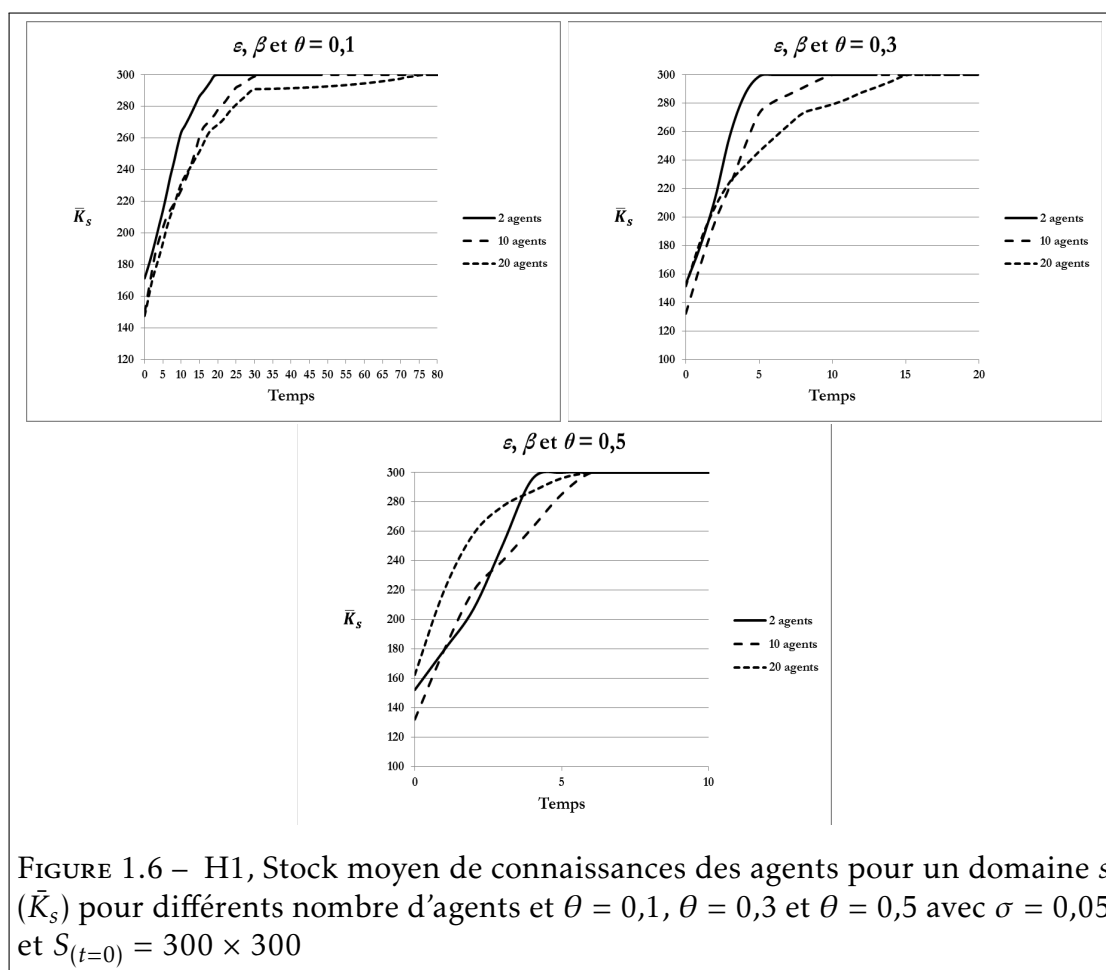 ε, β et θ = 0,1
300
280
260
240
220
200
180
160
140
120
K̄s
0 5 10 15 20 25 30 35 40 45 50 55 60 65 70 75 80
Temps
2 agents
10 agents
20 agents
ε, β et θ = 0,3
300
280
260
240
220
200
180
160
140
120
100
K̄s
0 5 10 15 20
Temps
2 agents
10 agents
20 agents
ε, β et θ = 0,5
300
280
260
240
220
200
180
160
140
120
100
K̄s
0 5 10
Temps
2 agents
10 agents
20 agents
FIGURE 1.6 – H1, Stock moyen de connaissances des agents pour un domaine s
(K̄s) pour différents nombre d'agents et θ = 0,1, θ = 0,3 et θ = 0,5 avec σ = 0,05
et S(t=0) = 300 × 300